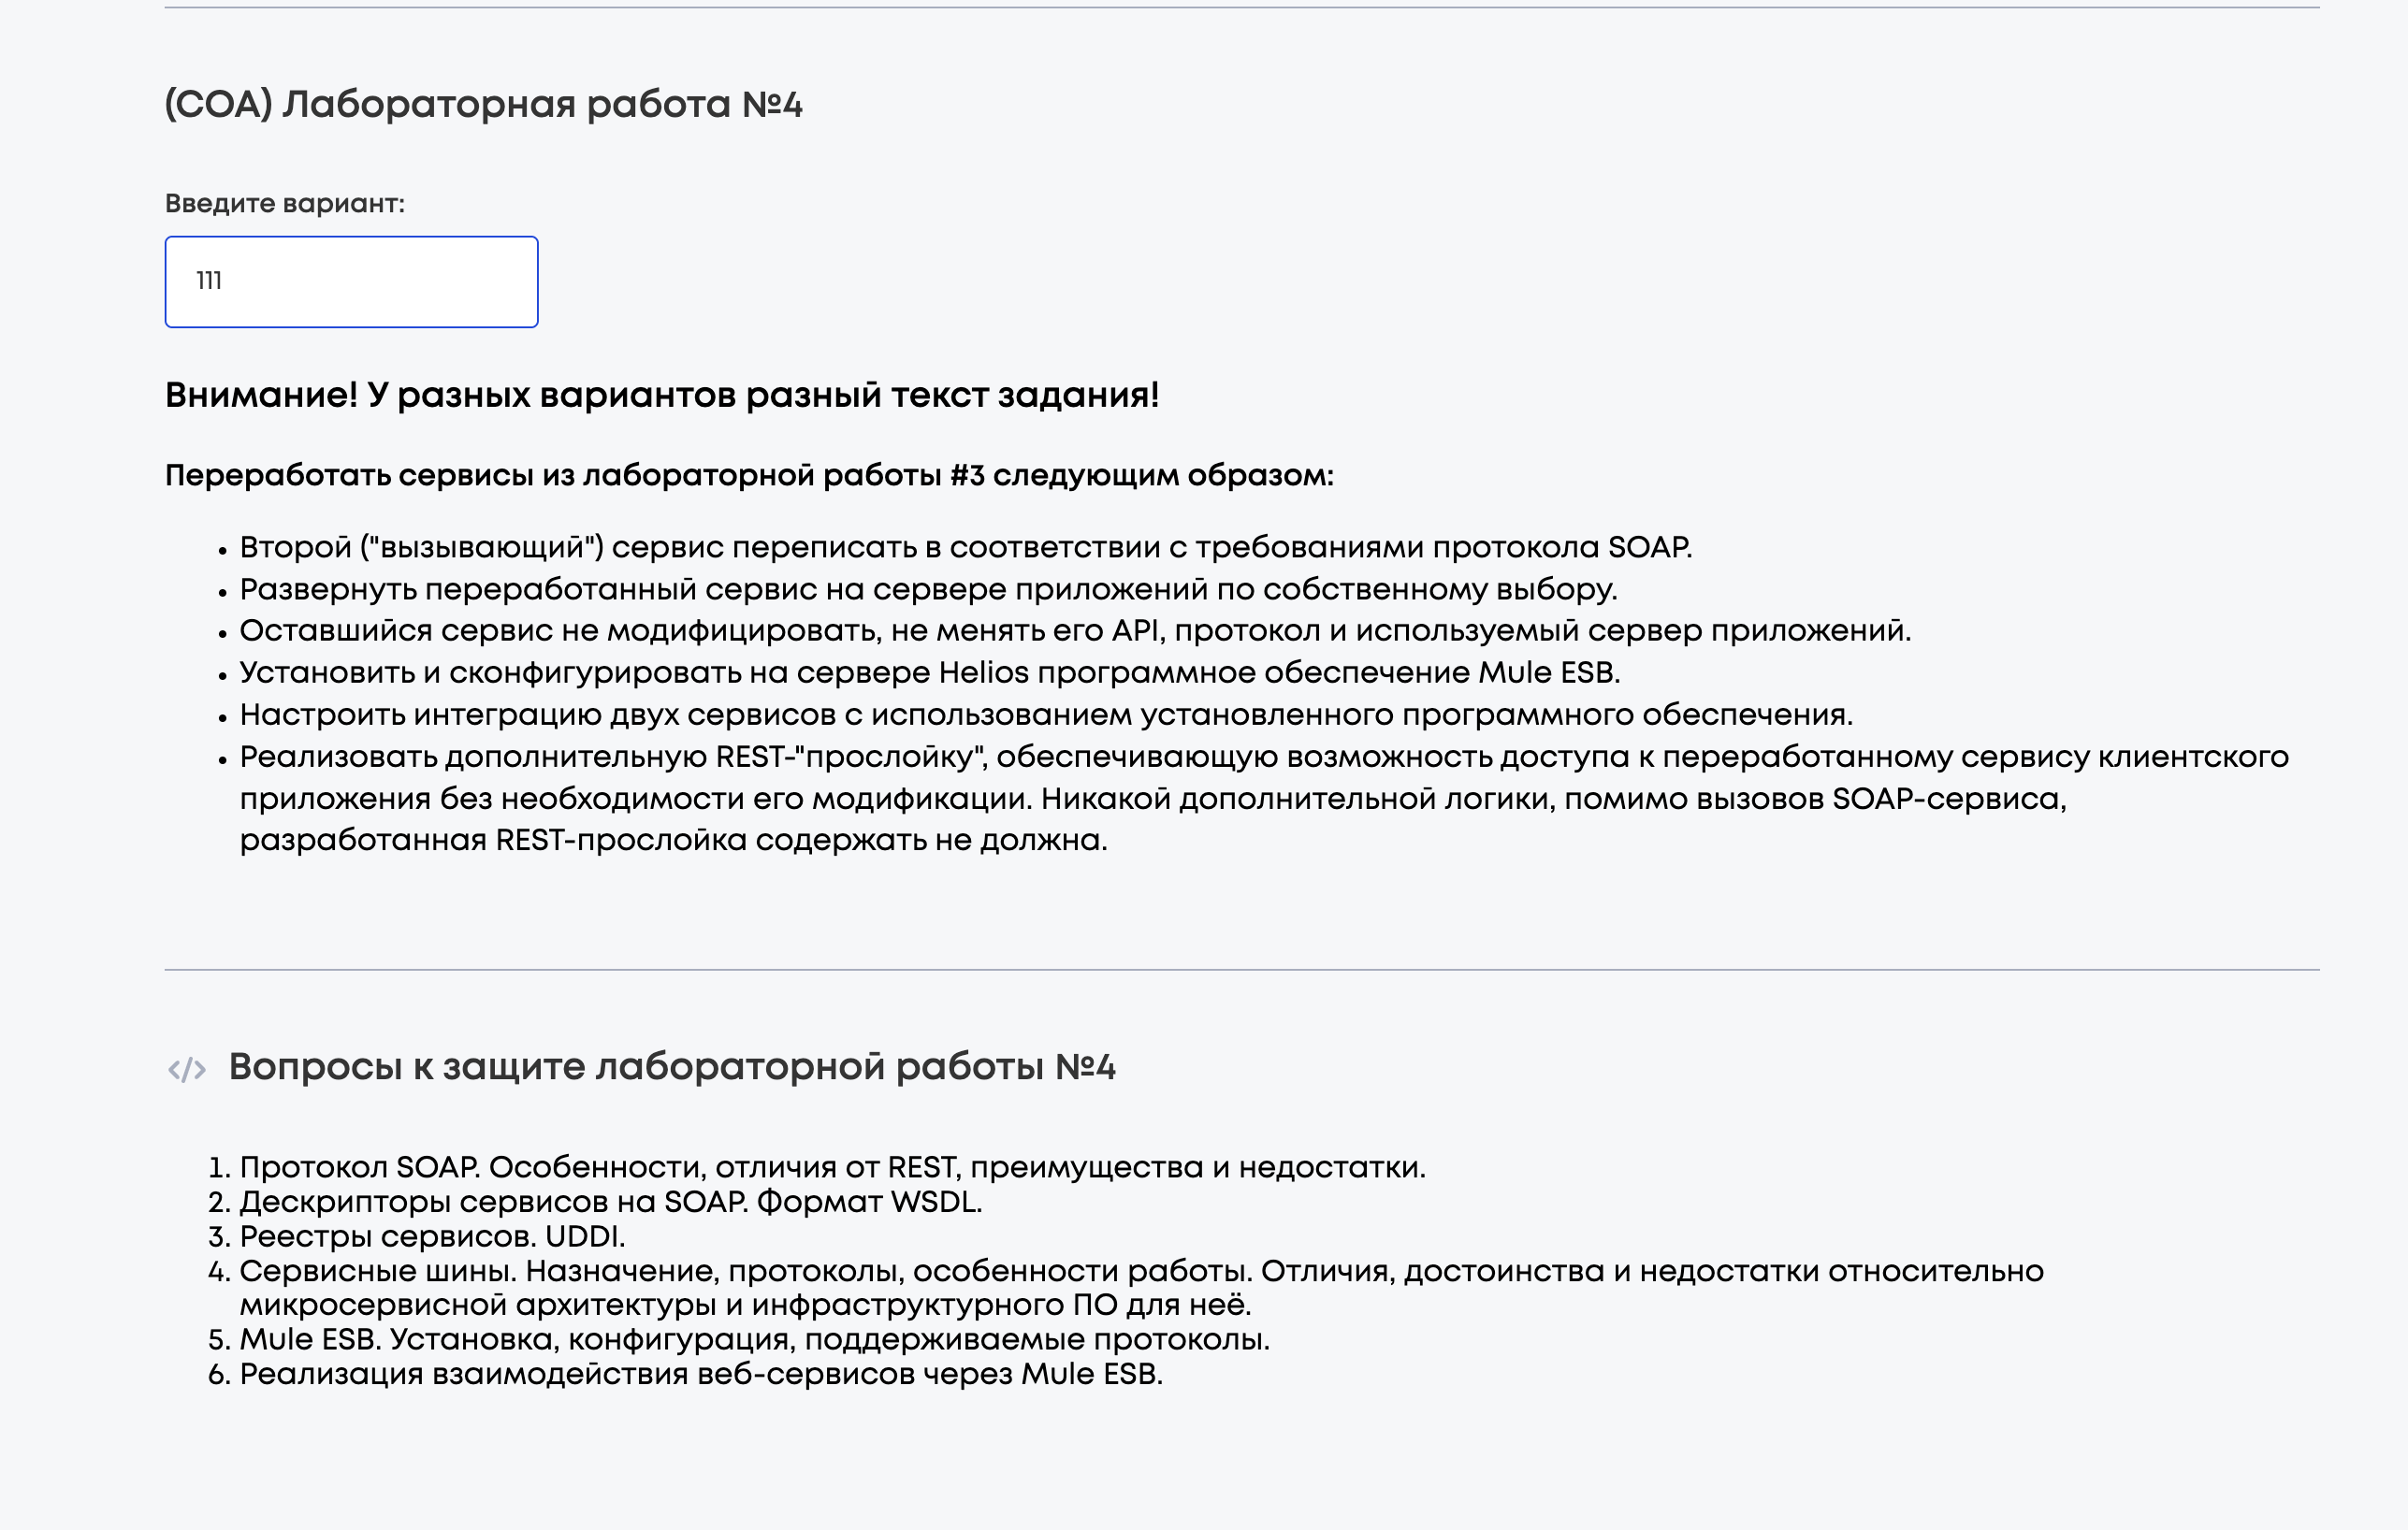 (СОА) Лабораторная работа №4
Введите вариант:
111
Внимание! У разных вариантов разный текст задания!
Переработать сервисы из лабораторной работы #3 следующим образом:
• Второй ("вызывающий") сервис переписать в соответствии с требованиями протокола SOAP.
• Развернуть переработанный сервис на сервере приложений по собственному выбору.
• Оставшийся сервис не модифицировать, не менять его API, протокол и используемый сервер приложений.
• Установить и сконфигурировать на сервере Helios программное обеспечение Mule ESB.
• Настроить интеграцию двух сервисов с использованием установленного программного обеспечения.
• Реализовать дополнительную REST-"прослойку", обеспечивающую возможность доступа к переработанному сервису клиентского
приложения без необходимости его модификации. Никакой дополнительной логики, помимо вызовов SOAP-сервиса,
разработанная REST-прослойка содержать не должна.
</> Вопросы к защите лабораторной работы №4
1. Протокол SOAP. Особенности, отличия от REST, преимущества и недостатки.
2. Дескрипторы сервисов на SOAP. Формат WSDL.
3. Реестры сервисов. UDDI.
4. Сервисные шины. Назначение, протоколы, особенности работы. Отличия, достоинства и недостатки относительно
микросервисной архитектуры и инфраструктурного ПО для неё.
5. Mule ESB. Установка, конфигурация, поддерживаемые протоколы.
6. Реализация взаимодействия веб-сервисов через Mule ESB.